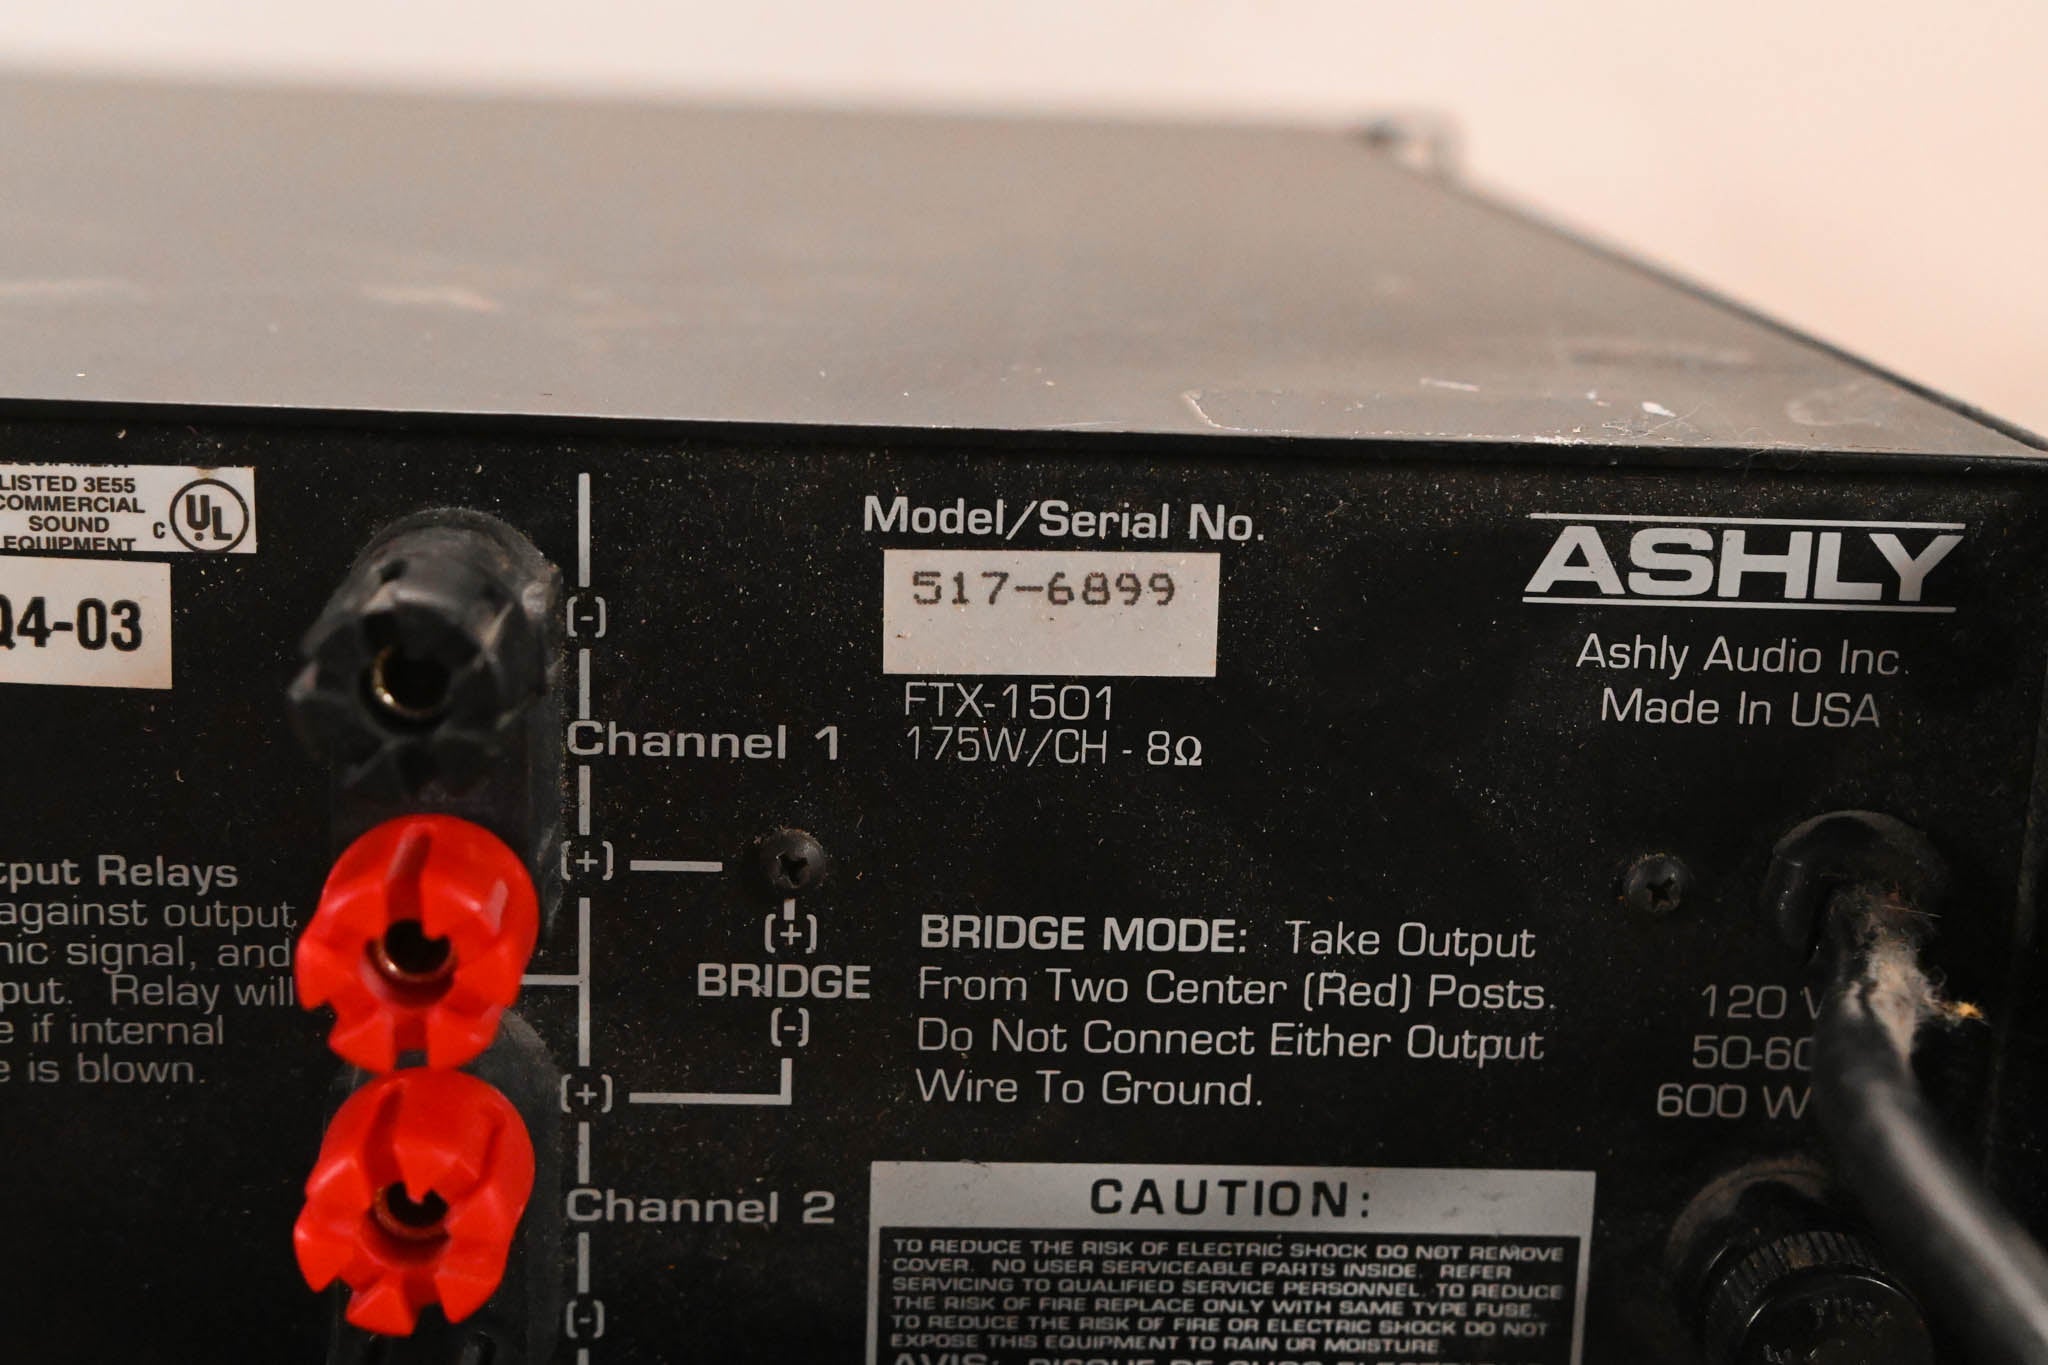 LISTED 3E55
COMMERCIAL
SOUND
EQUIPMENT
C UL
Q4-03
(-)
Channel 1
(+)
(+)
BRIDGE
(-)
(+)
Channel 2
(-)
Output Relays
against output
signal, and
Relay will
if internal
is blown.
Model/Serial No.
517-6899
FTX-1501
175W/CH - 8Ω
ASHLY
Ashly Audio Inc.
Made In USA
BRIDGE MODE: Take Output
From Two Center (Red) Posts.
Do Not Connect Either Output
Wire To Ground.
120 V
50-60
600 W
CAUTION:
TO REDUCE THE RISK OF ELECTRIC SHOCK DO NOT REMOVE
COVER. NO USER SERVICEABLE PARTS INSIDE. REFER
SERVICING TO QUALIFIED SERVICE PERSONNEL. TO REDUCE
THE RISK OF FIRE REPLACE ONLY WITH SAME TYPE FUSE.
TO REDUCE THE RISK OF FIRE OR ELECTRIC SHOCK DO NOT
EXPOSE THIS EQUIPMENT TO RAIN OR MOISTURE.